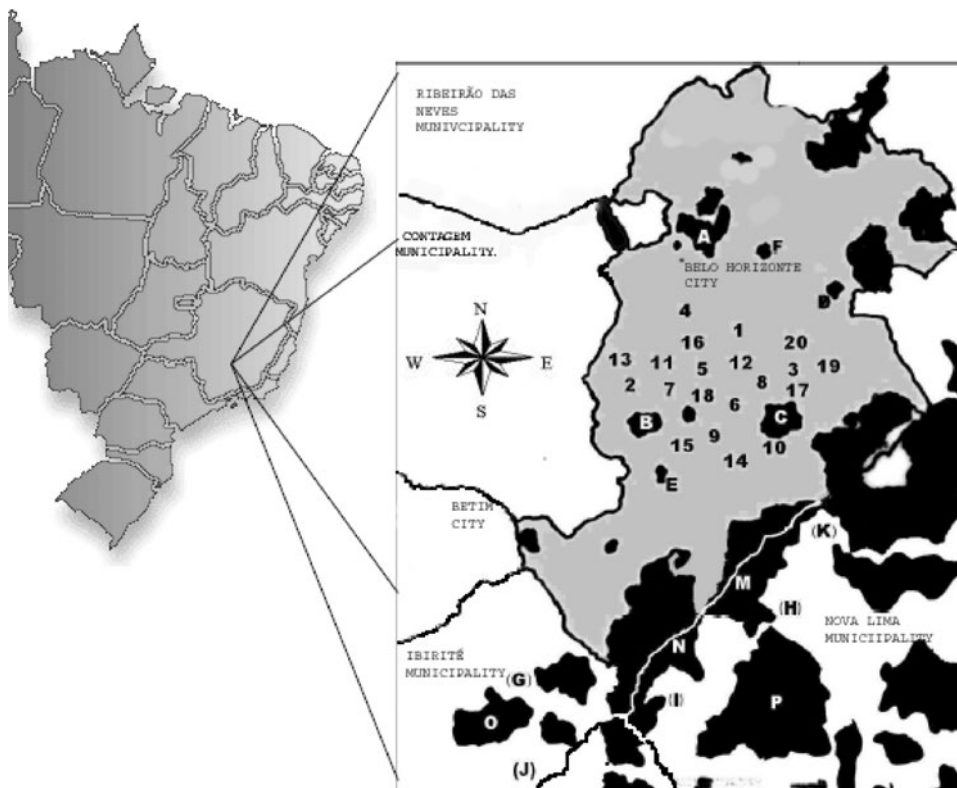 RIBEIRÃO DAS
NEVES
MUNIVCIPALITY
A
F
CONTAGEM
MUNICIPALITY.
BELO HORIZONTE
CITY
D
4
N
1
16
20
W
E
13
11
5
12
3
19
2
7
18
8
17
6
S
B
C
15
9
10
14
E
BETIM
CITY
(K)
M
(H)
NOVA LIMA
MUNICIIPALITY
N
IBIRITÉ
MUNICIPALITY
(G)
(I)
P
O
(J)